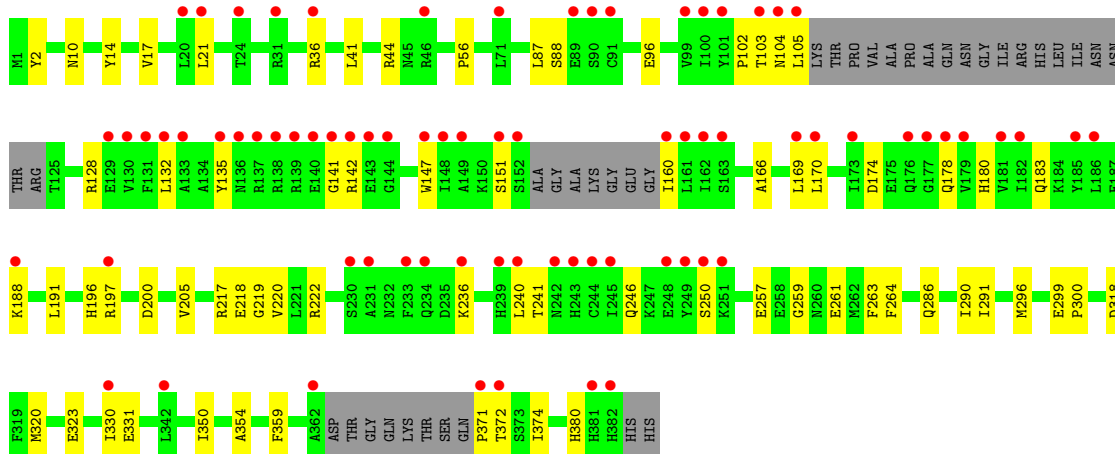 M1 Y2 N10 Y14 V17 L20 L21 T24 R31 R36 L41 R44 N45 R46 P56 L71 L87 S88 E89 S90 C91 E96 V99 I100 Y101 P102 T103 N104 L105 LYS THR PRO VAL ALA PRO ALA GLN ASN GLY ILE ARG HIS LEU ILE ASN ASN
THR ARG T125 R128 E129 V130 F131 L132 A133 A134 Y135 N136 R137 R138 R139 E140 G141 R142 E143 G144 W147 I148 A149 K150 S151 S152 ALA GLY ALA LYS GLY GLU GLY I160 L161 I162 S163 A166 L169 L170 I173 D174 E175 Q176 G177 Q178 V179 H180 V181 I182 Q183 K184 Y185 L186 E187
K188 L191 H196 R197 D200 V205 R217 E218 G219 V220 L221 R222 S230 A231 N232 F233 Q234 D235 K236 H239 L240 T241 N242 H243 C244 I245 Q246 K247 E248 Y249 S250 K251 E257 E258 G259 N260 E261 M262 F263 F264 Q286 I290 I291 M296 E299 P300 D318
F319 M320 E323 I330 E331 L342 I350 A354 F359 A362 ASP THR GLY GLN LYS THR SER GLN P371 T372 S373 I374 H380 H381 H382 HIS HIS